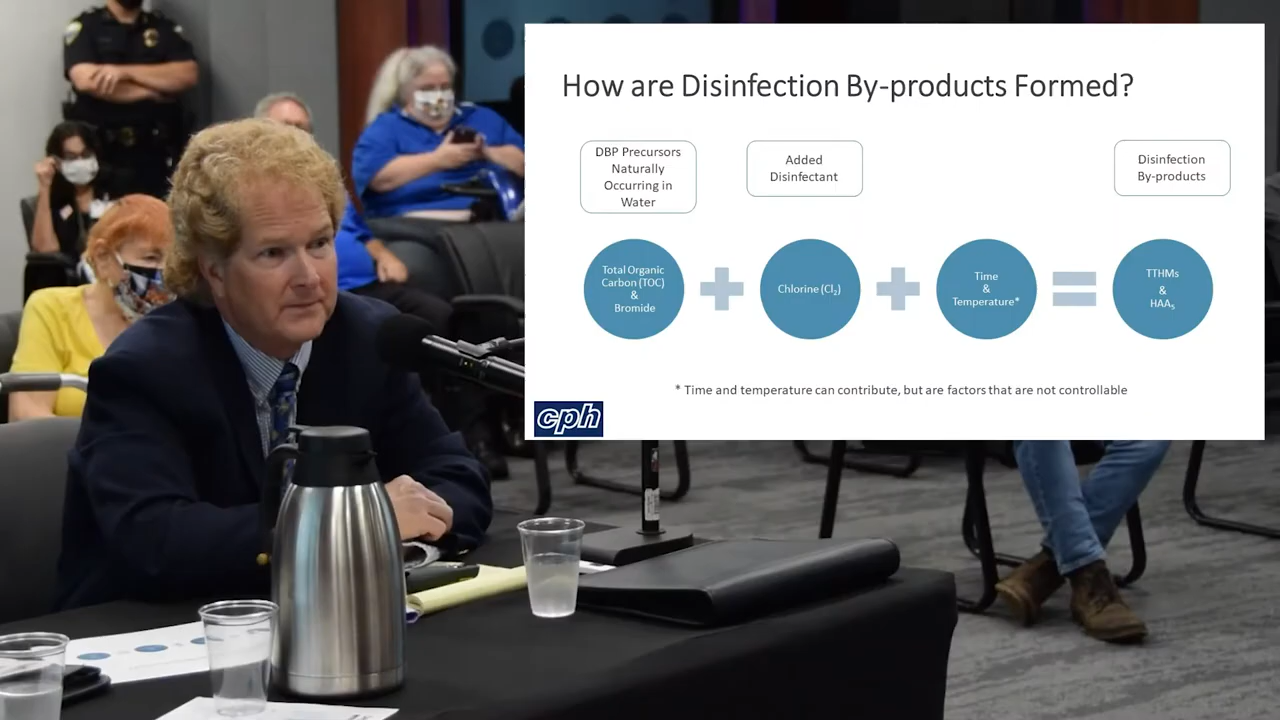 How are Disinfection By-products Formed?
DBP Precursors
Naturally
Occurring in
Water
Added
Disinfectant
Disinfection
By-products
Total Organic
Carbon (TOC)
&
Bromide
Chlorine (Cl₂)
Time
&
Temperature*
TTHMs
&
HAA₅
* Time and temperature can contribute, but are factors that are not controllable
cph